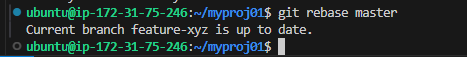 ubuntu@ip-172-31-75-246:~/myproj01$ git rebase master
Current branch feature-xyz is up to date.
ubuntu@ip-172-31-75-246:~/myproj01$